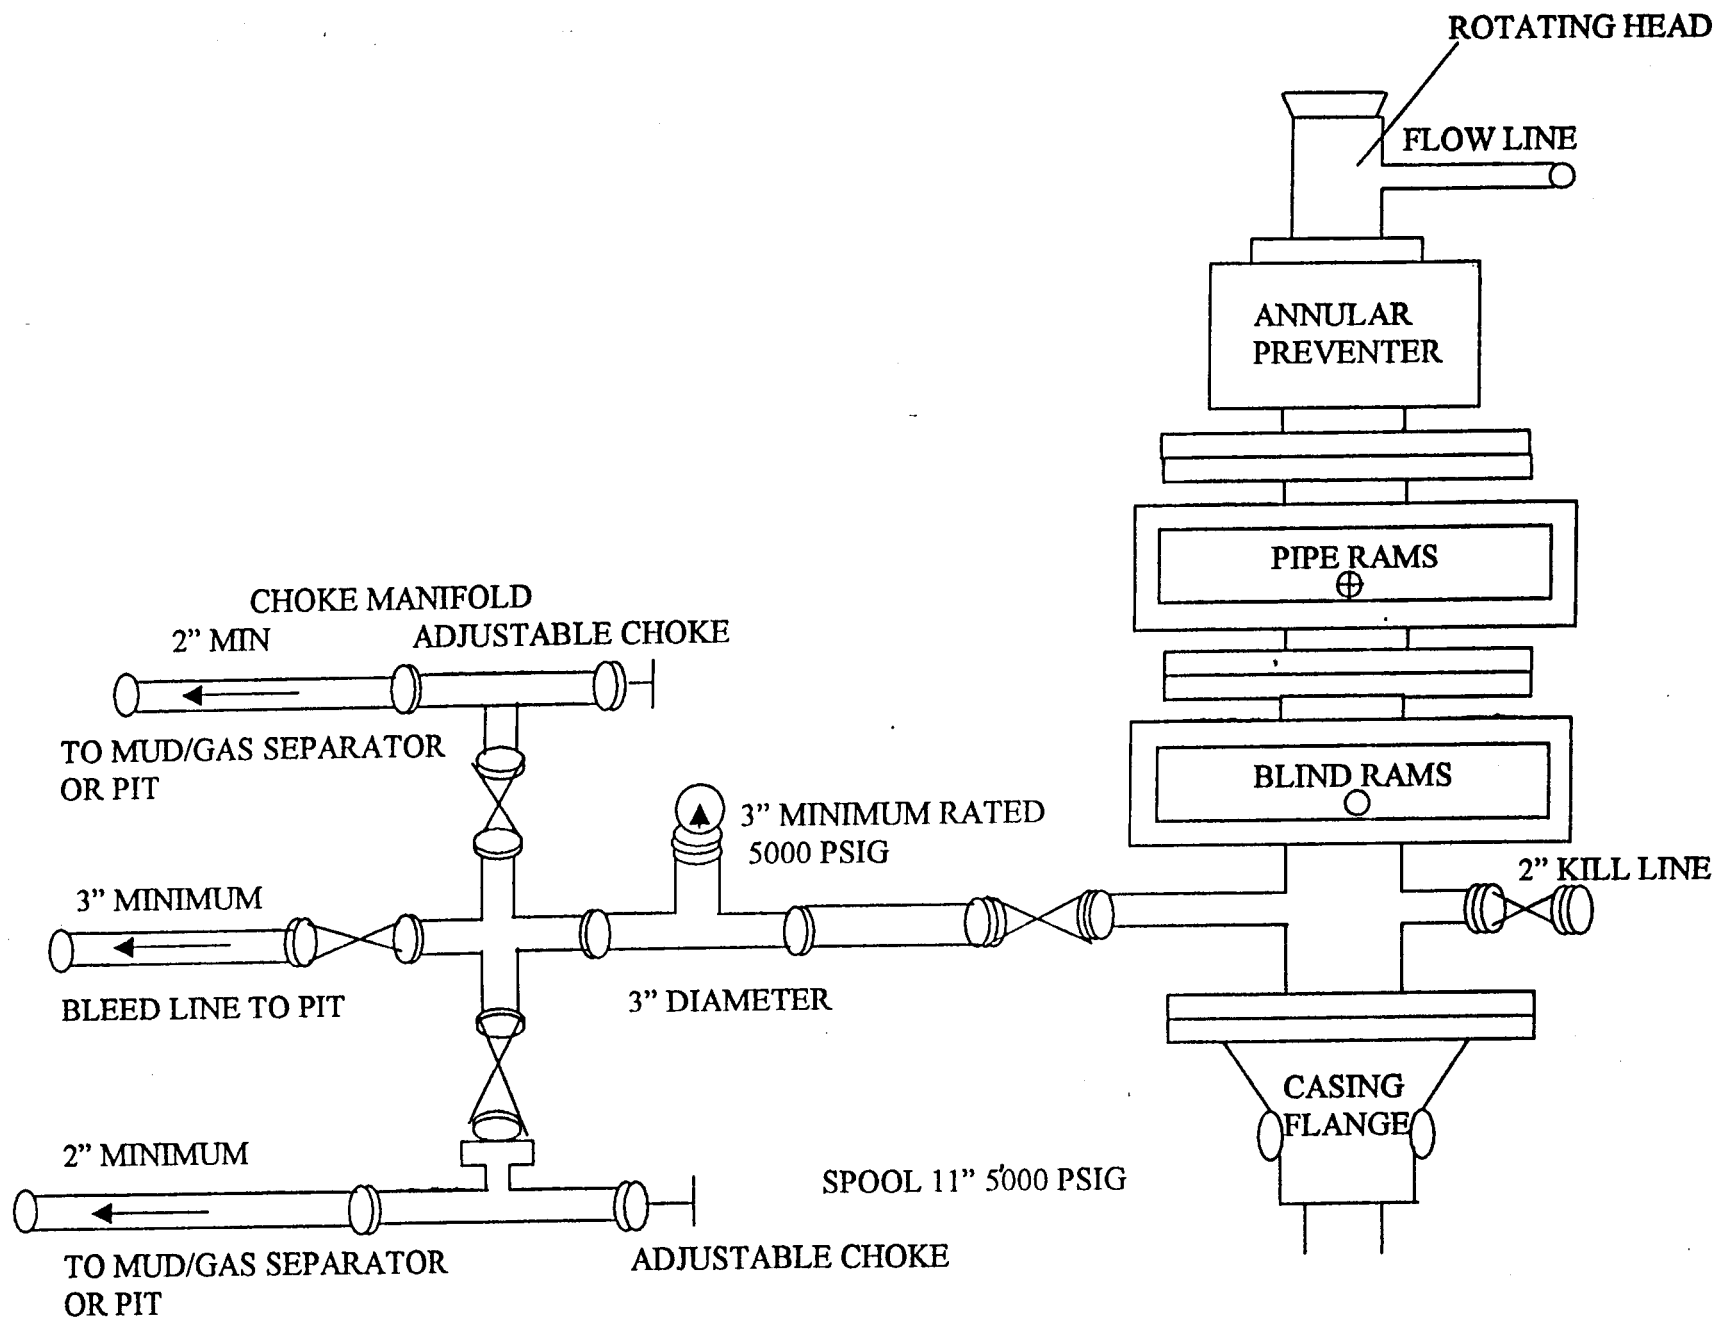 ROTATING HEAD
FLOW LINE
ANNULAR
PREVENTER
PIPE RAMS
CHOKE MANIFOLD
2” MIN
ADJUSTABLE CHOKE
TO MUD/GAS SEPARATOR
OR PIT
BLIND RAMS
3” MINIMUM RATED
5000 PSIG
2” KILL LINE
3” MINIMUM
BLEED LINE TO PIT
3” DIAMETER
CASING
FLANGE
2” MINIMUM
SPOOL 11” 5000 PSIG
TO MUD/GAS SEPARATOR
OR PIT
ADJUSTABLE CHOKE